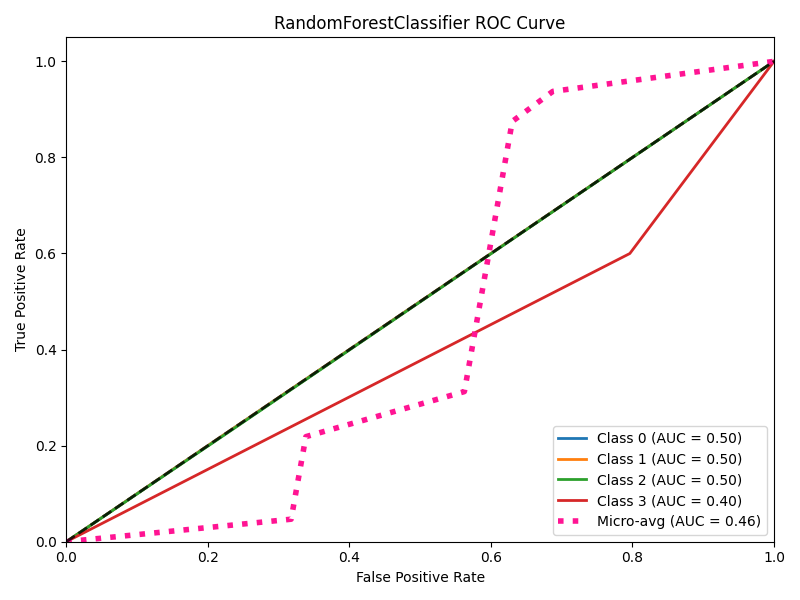 RandomForestClassifier ROC Curve
True Positive Rate
1.0
0.8
0.6
0.4
0.2
0.0
Class 0 (AUC = 0.50)
Class 1 (AUC = 0.50)
Class 2 (AUC = 0.50)
Class 3 (AUC = 0.40)
Micro-avg (AUC = 0.46)
0.0 0.2 0.4 0.6 0.8 1.0
False Positive Rate